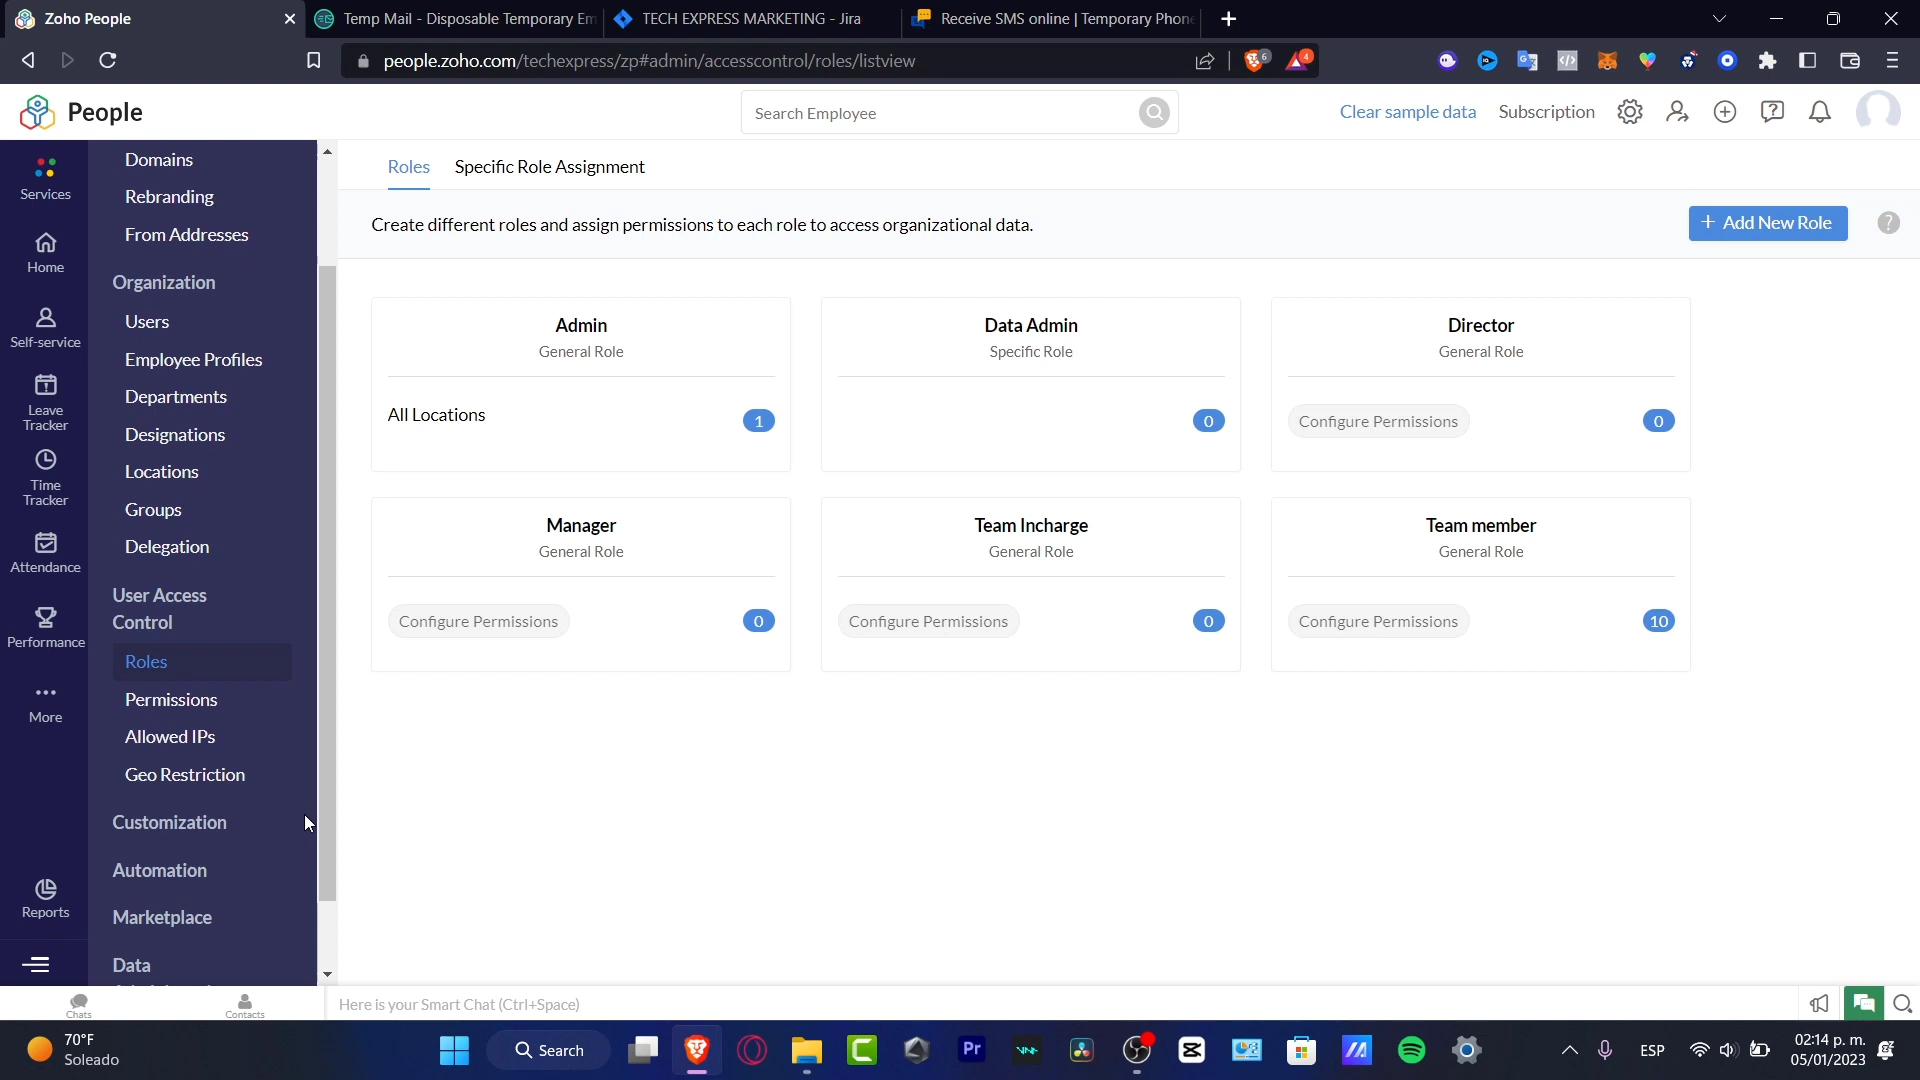 Zoho People
Temp Mail - Disposable Temporary Em
TECH EXPRESS MARKETING - Jira
Receive SMS online | Temporary Phone
people.zoho.com/techexpress/zp#admin/accesscontrol/roles/listview
6
4
People
Search Employee
Clear sample data
Subscription
Services
Home
Self-service
Leave
Tracker
Time
Tracker
Attendance
Performance
More
Reports
Domains
Rebranding
From Addresses
Organization
Users
Employee Profiles
Departments
Designations
Locations
Groups
Delegation
User Access
Control
Roles
Permissions
Allowed IPs
Geo Restriction
Customization
Automation
Marketplace
Data
Roles
Specific Role Assignment
Create different roles and assign permissions to each role to access organizational data.
+ Add New Role
?
Admin
General Role
All Locations
1
Data Admin
Specific Role
0
Director
General Role
Configure Permissions
0
Manager
General Role
Configure Permissions
0
Team Incharge
General Role
Configure Permissions
0
Team member
General Role
Configure Permissions
10
Chats
Contacts
Here is your Smart Chat (Ctrl+Space)
70°F
Soleado
Search
Pr
ESP
02:14 p. m.
05/01/2023